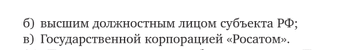 б) высшим должностным лицом субъекта РФ;
в) Государственной корпорацией «Росатом».